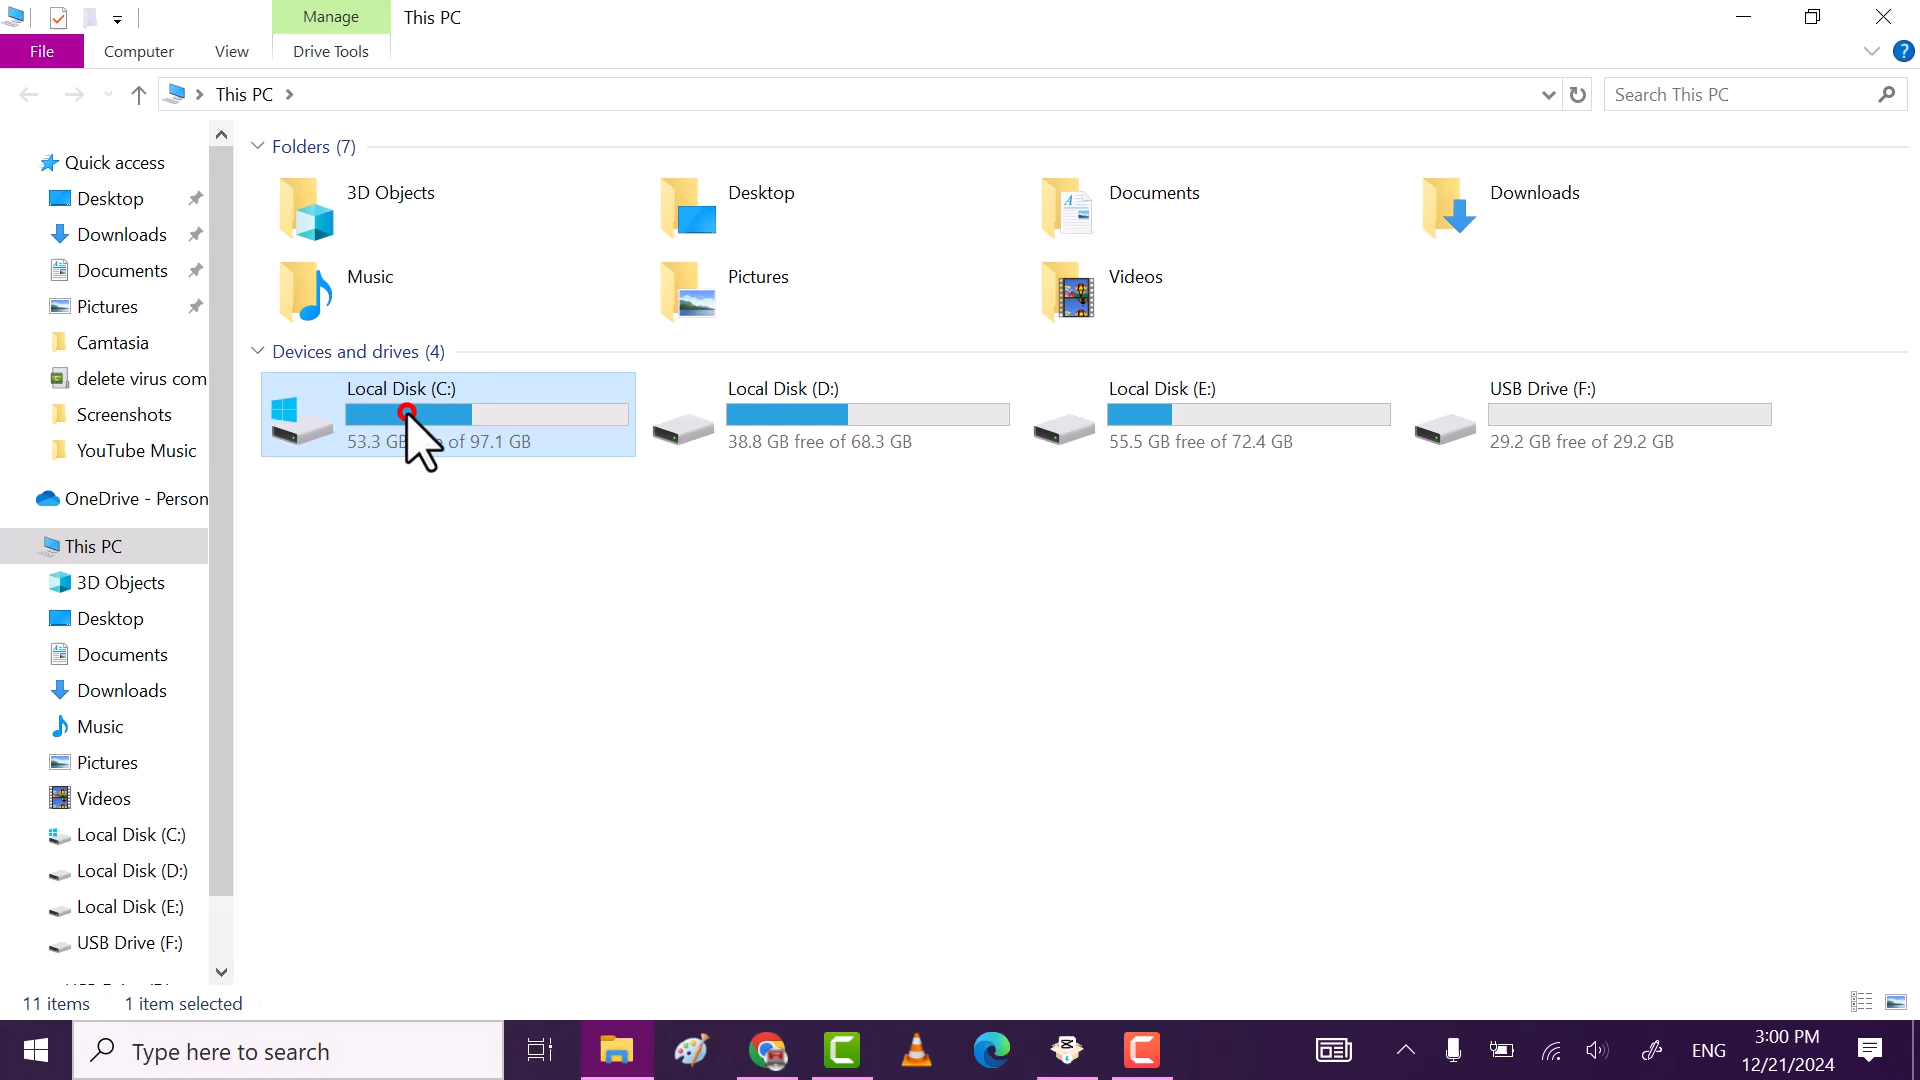 Manage
This PC
File
Computer
View
Drive Tools
This PC
Search This PC
Quick access
Desktop
Downloads
Documents
Pictures
Camtasia
delete virus com
Screenshots
YouTube Music
OneDrive - Person
This PC
3D Objects
Desktop
Documents
Downloads
Music
Pictures
Videos
Local Disk (C:)
Local Disk (D:)
Local Disk (E:)
USB Drive (F:)
Folders (7)
3D Objects
Desktop
Documents
Downloads
Music
Pictures
Videos
Devices and drives (4)
Local Disk (C:)
53.3 GB of 97.1 GB
Local Disk (D:)
38.8 GB free of 68.3 GB
Local Disk (E:)
55.5 GB free of 72.4 GB
USB Drive (F:)
29.2 GB free of 29.2 GB
11 items
1 item selected
Type here to search
ENG
3:00 PM
12/21/2024